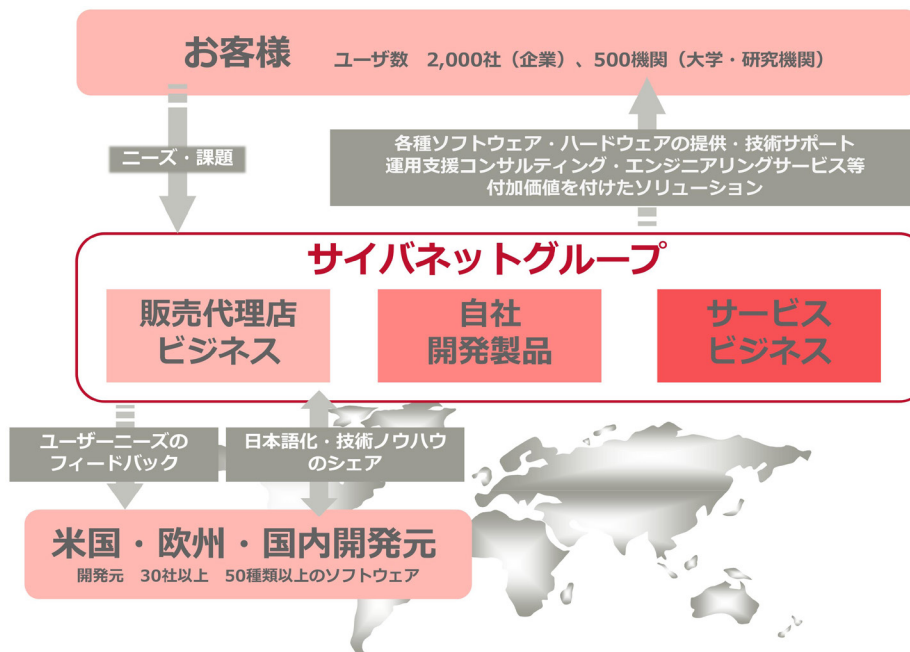 お客様 ユーザ数 2,000社（企業）、500機関（大学・研究機関）
ニーズ・課題
各種ソフトウェア・ハードウェアの提供・技術サポート
運用支援コンサルティング・エンジニアリングサービス等
付加価値を付けたソリューション
サイバネットグループ
販売代理店
ビジネス
自社
開発製品
サービス
ビジネス
ユーザーニーズの
フィードバック
日本語化・技術ノウハウ
のシェア
米国・欧州・国内開発元
開発元 30社以上 50種類以上のソフトウェア